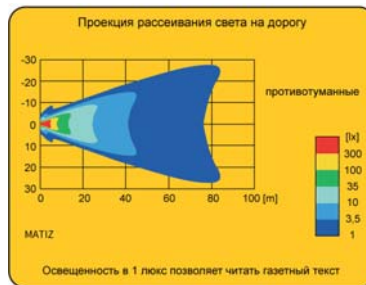 Проекция рассеивания света на дорогу
-30
-20
-10
0
10
20
30
0 20 40 60 80 100 [m]
противотуманные
[lx]
300
100
35
10
3,5
1
MATIZ
Освещенность в 1 люкс позволяет читать газетный текст